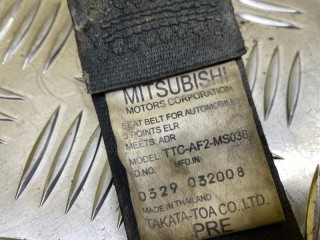 MITSUBISHI
MOTORS CORPORATION
SEAT BELT FOR AUTOMOBILES
3 POINTS ELR
MEETS: ADR
MODEL: TTC-AF2-MS036
D.NO. MFD.IN
0329 032008
MADE IN THAILAND
TAKATA-TOA CO.,LTD.
PRE